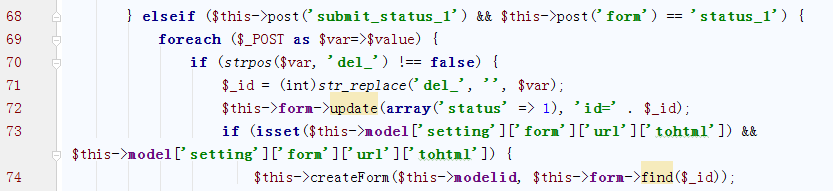 68 } elseif ($this->post('submit_status_1') && $this->post('form') == 'status_1') {
69 foreach ($_POST as $var=>$value) {
70 if (strpos($var, 'del_') !== false) {
71 $_id = (int)str_replace('del_', '', $var);
72 $this->form->update(array('status' => 1), 'id=' . $_id);
73 if (isset($this->model['setting']['form']['url']['tohtml']) &&
$this->model['setting']['form']['url']['tohtml']) {
74 $this->createForm($this->modelid, $this->form->find($_id));